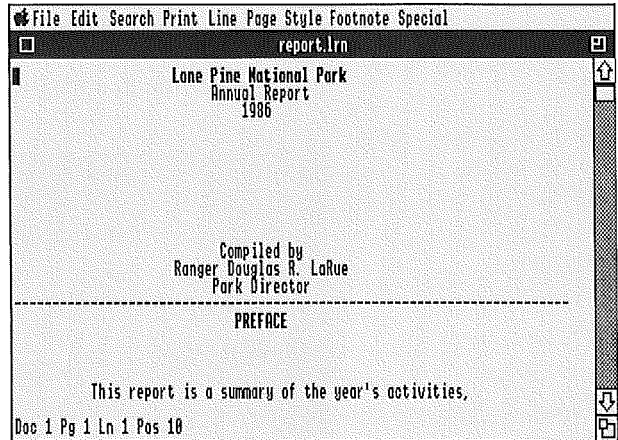 File Edit Search Print Line Page Style Footnote Special
report.lrn
Lone Pine National Park
Annual Report
1986
Compiled by
Ranger Douglas R. LaRue
Park Director
PREFACE
This report is a summary of the year's activities,
Doc 1 Pg 1 Ln 1 Pos 10